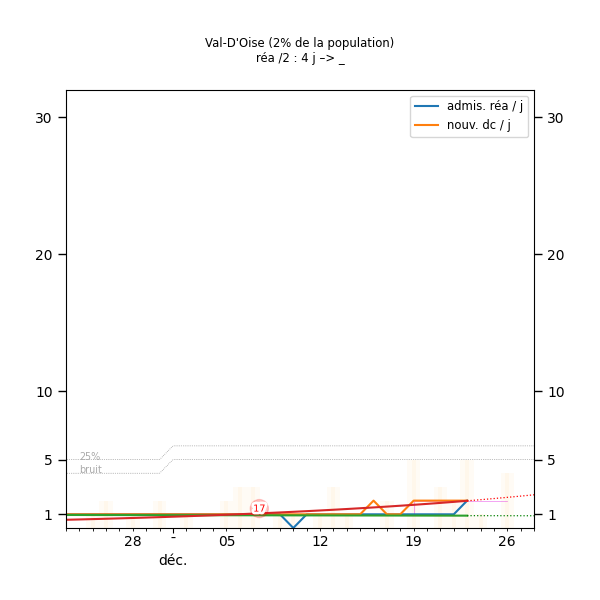 Val-D'Oise (2% de la population)
réa /2 : 4 j –> _
admis. réa / j
nouv. dc / j
30 30
20 20
10 10
5 5
25%
bruit
17
1 1
28 - 05 12 19 26
déc.